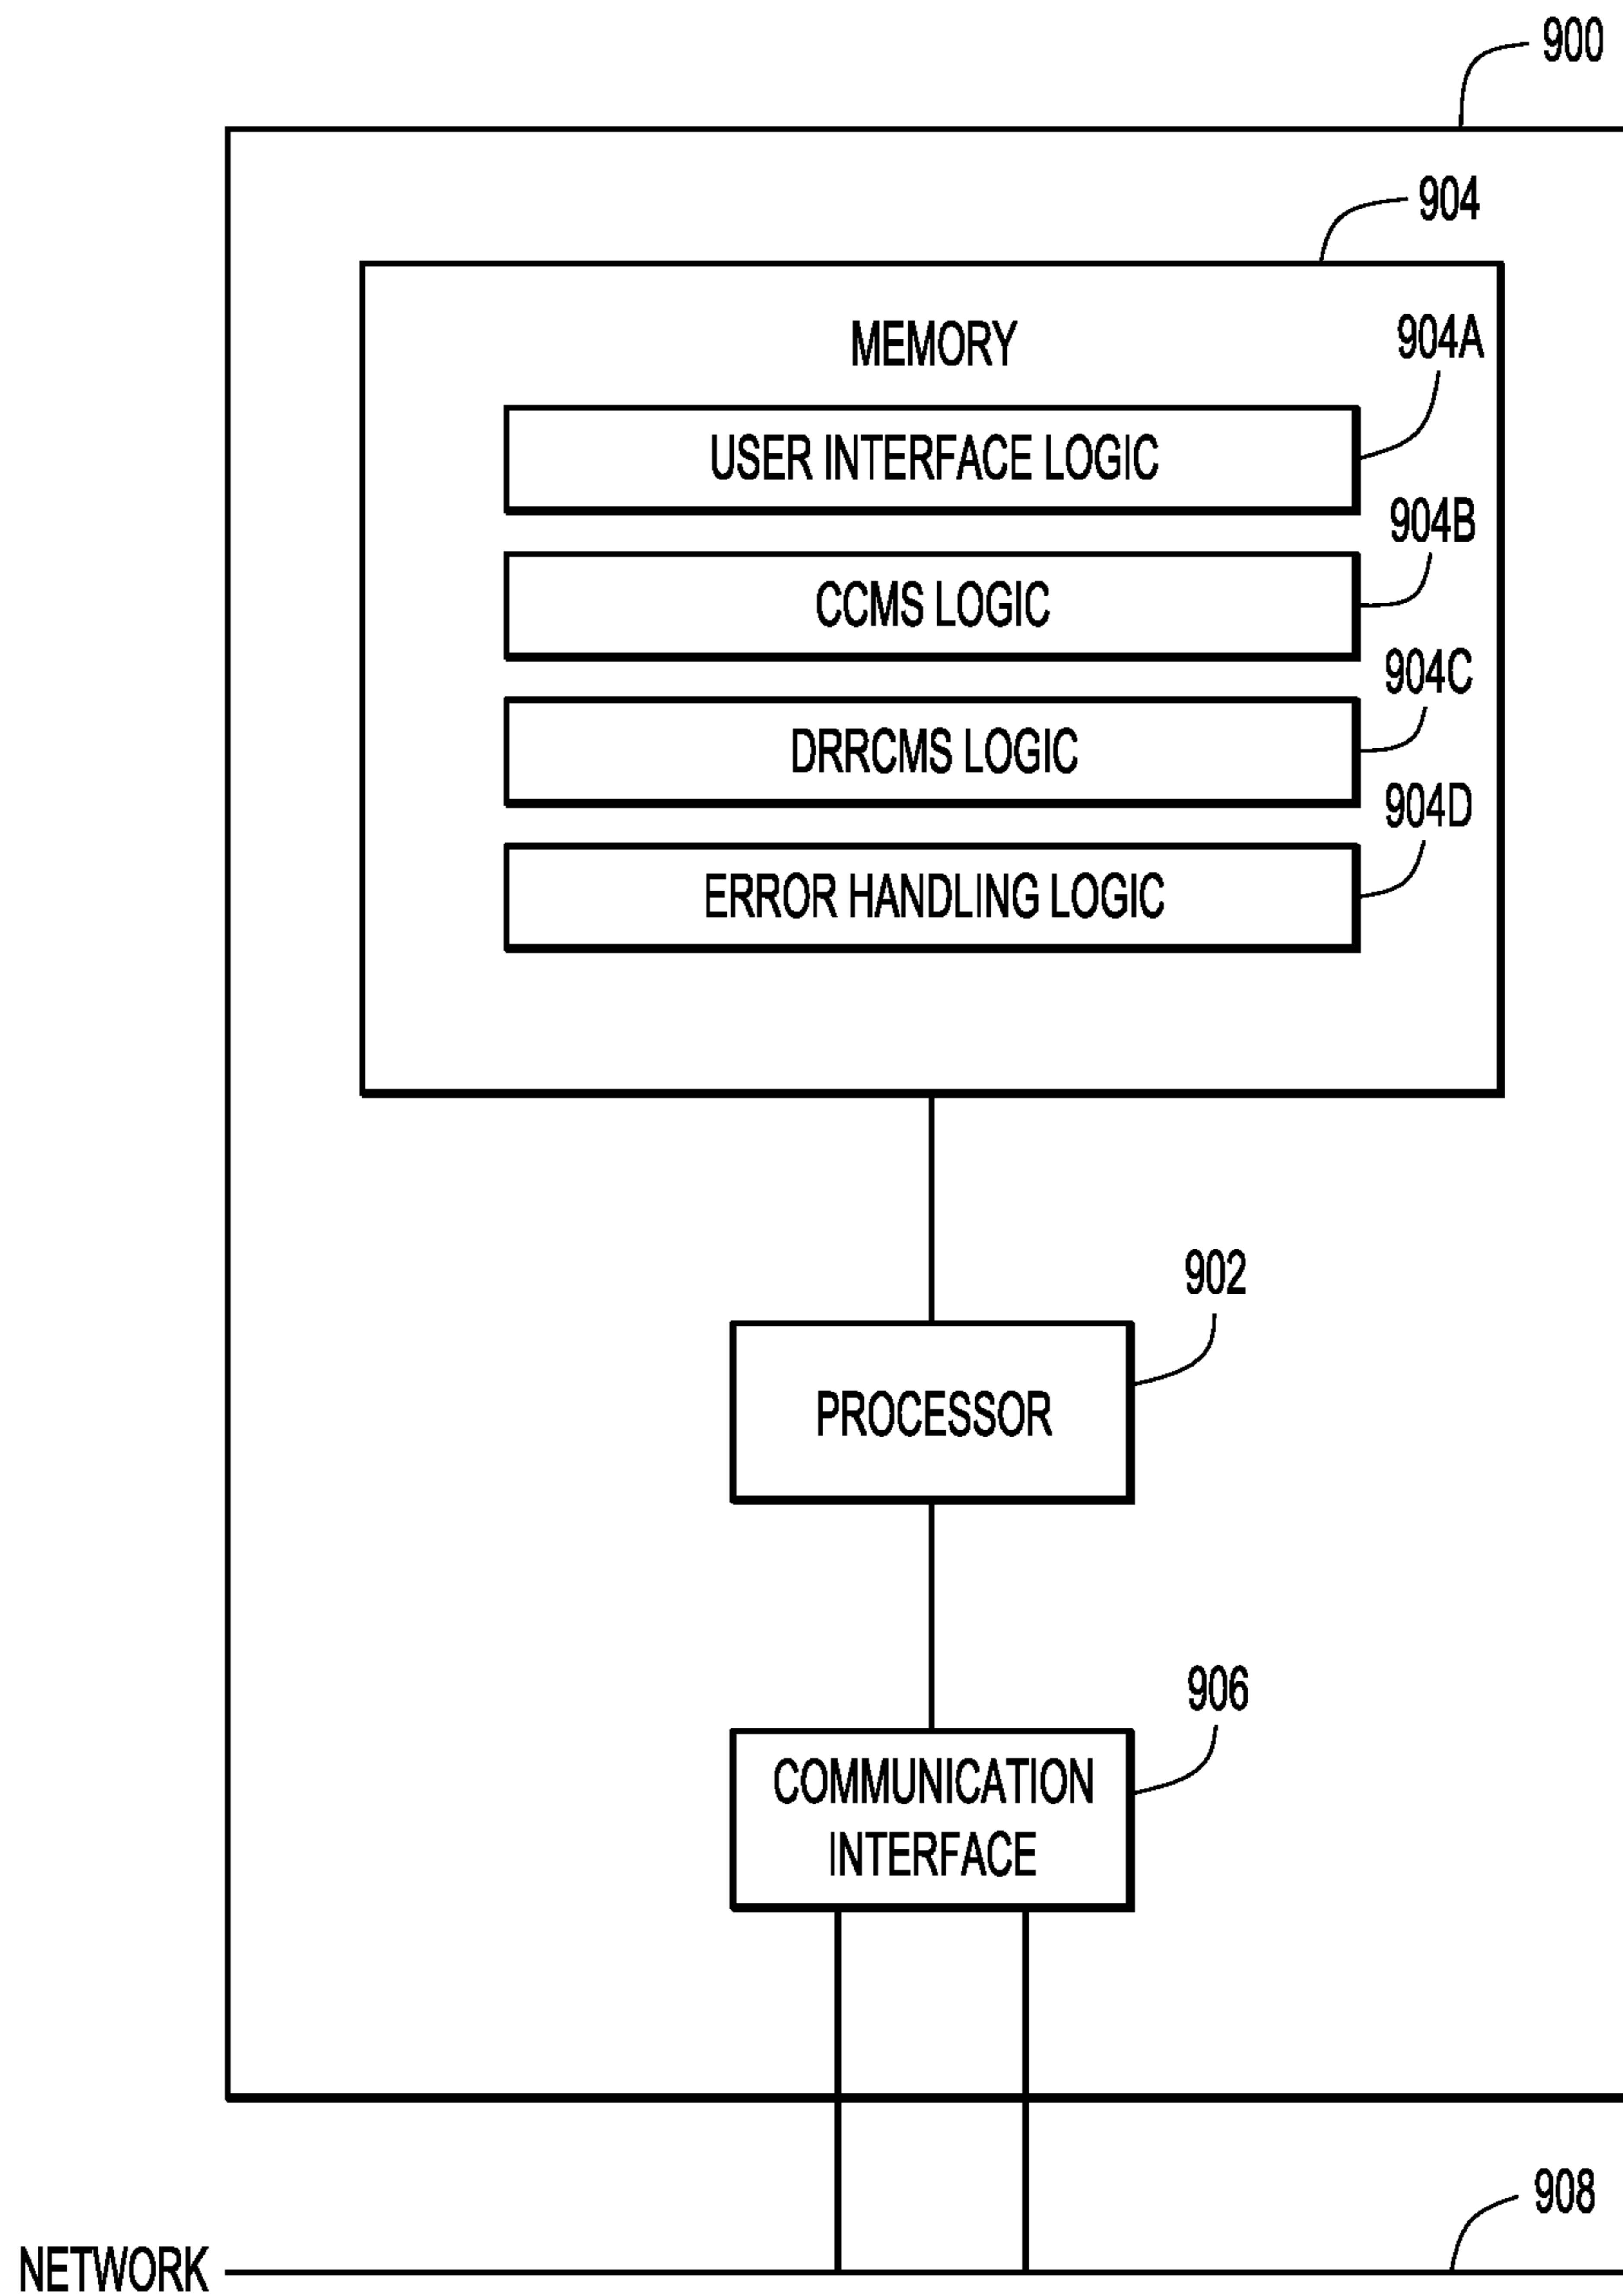 900
904
MEMORY
904A
USER INTERFACE LOGIC
904B
CCMS LOGIC
904C
DRRCMS LOGIC
904D
ERROR HANDLING LOGIC
902
PROCESSOR
906
COMMUNICATION
INTERFACE
908
NETWORK